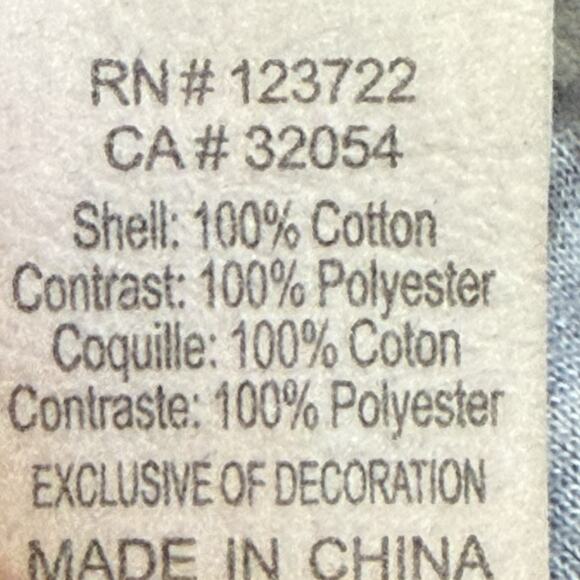 RN# 123722
CA# 32054
Shell: 100% Cotton
Contrast: 100% Polyester
Coquille: 100% Coton
Contraste: 100% Polyester
EXCLUSIVE OF DECORATION
MADE IN CHINA